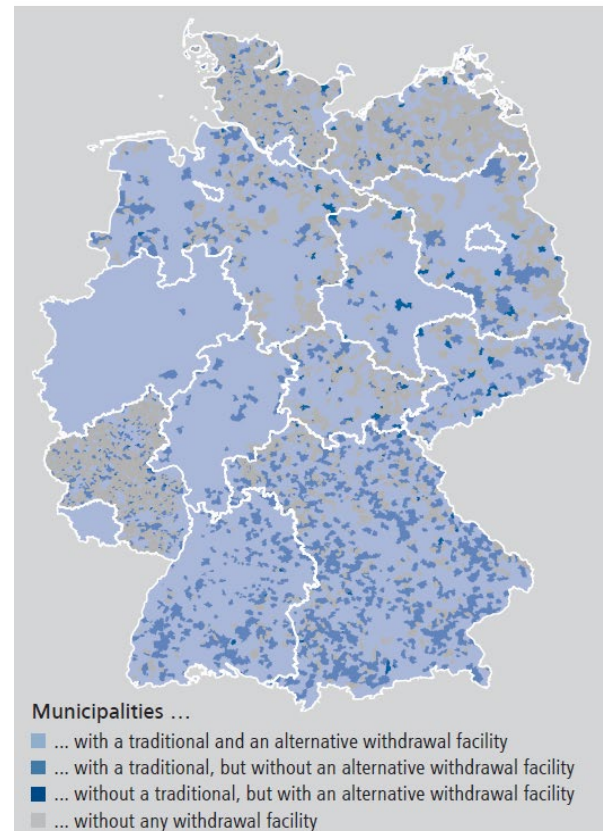 Municipalities ...
... with a traditional and an alternative withdrawal facility
... with a traditional, but without an alternative withdrawal facility
... without a traditional, but with an alternative withdrawal facility
... without any withdrawal facility